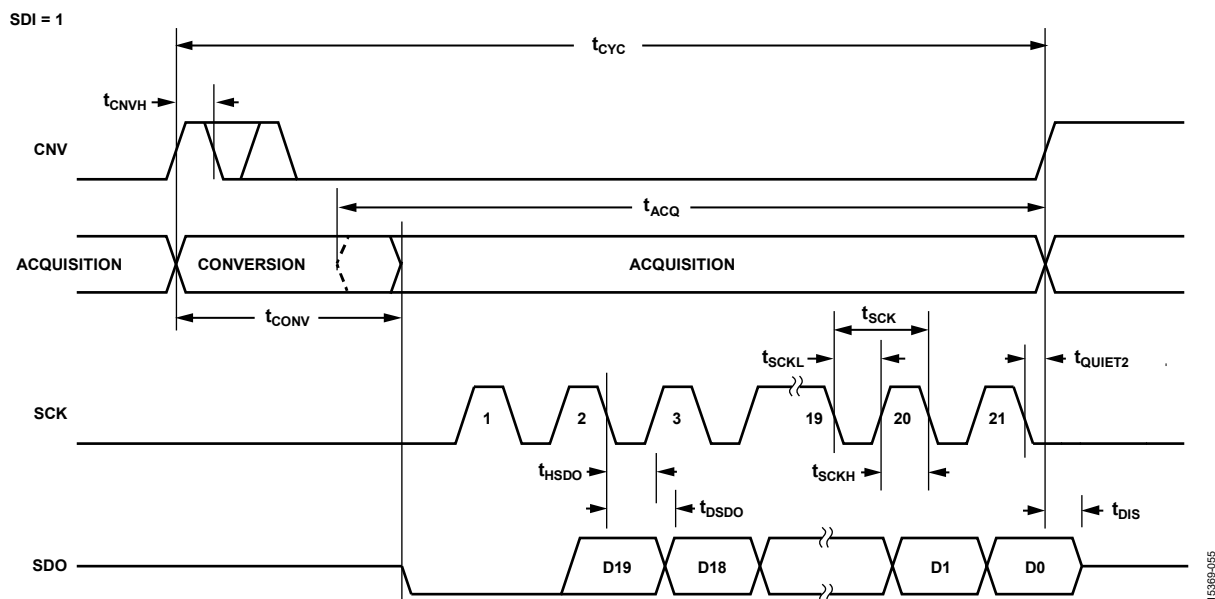 SDI = 1
tCYC
tCNVH
CNV
tACQ
ACQUISITION CONVERSION ACQUISITION
tCONV
tSCK
tSCKL tQUIET2
SCK 1 2 3 19 20 21
tHSDO tSCKH
tDSDO tDIS
SDO D19 D18 D1 D0
15369-055